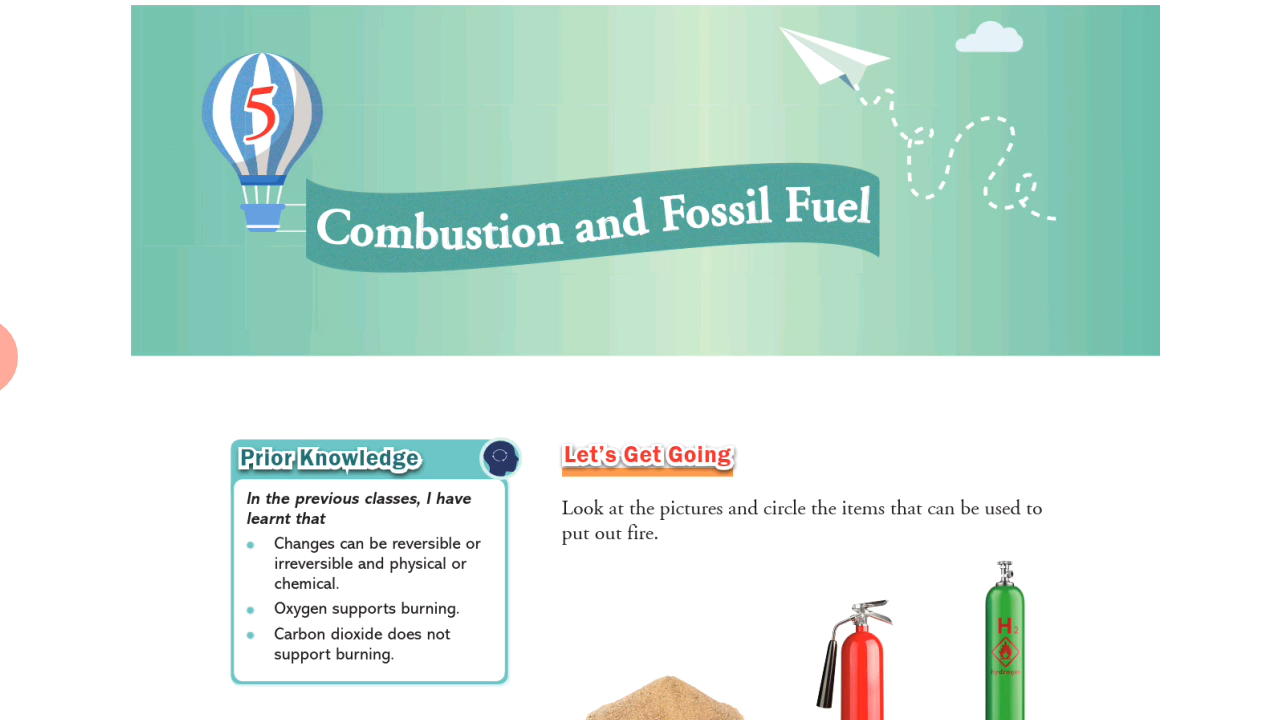 5
Combustion and Fossil Fuel
Prior Knowledge
In the previous classes, I have
learnt that
Changes can be reversible or
irreversible and physical or
chemical.
Oxygen supports burning.
Carbon dioxide does not
support burning.
Let's Get Going
Look at the pictures and circle the items that can be used to
put out fire.
H2
hydrogen